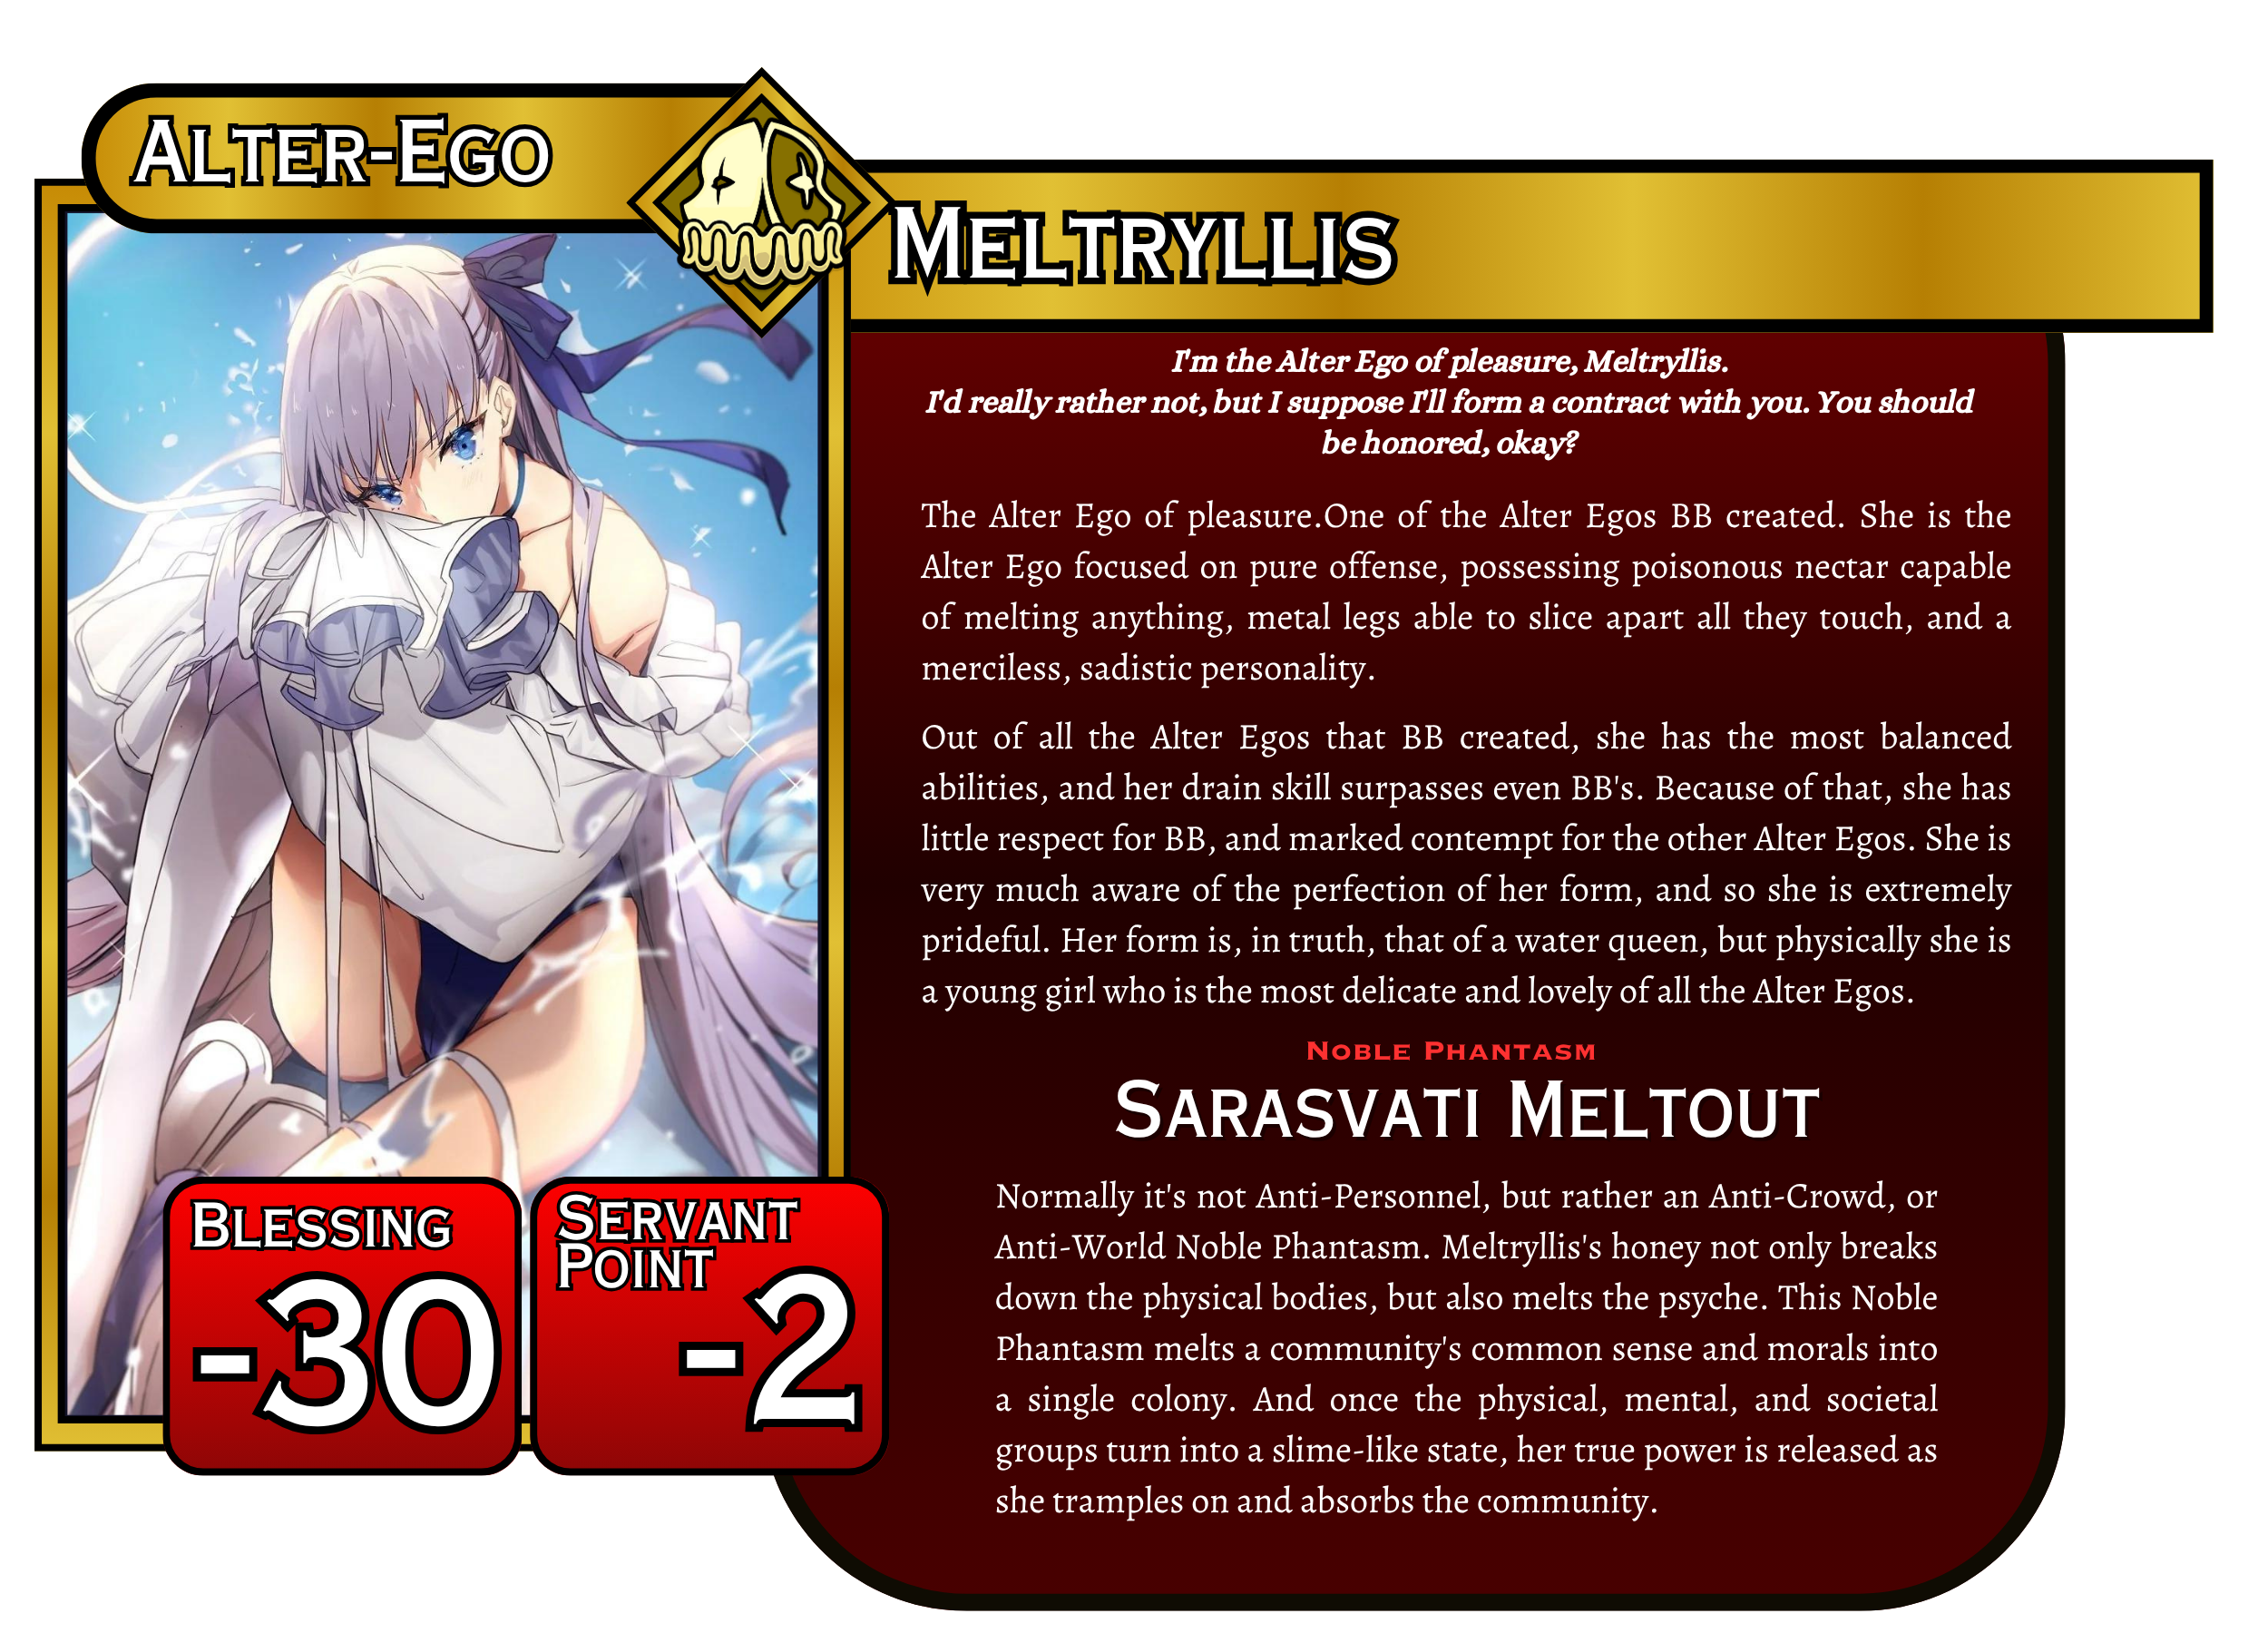 Alter-Ego
Meltryllis
I'm the Alter Ego of pleasure, Meltryllis.
I'd really rather not, but I suppose I'll form a contract with you. You should
be honored, okay?
The Alter Ego of pleasure.One of the Alter Egos BB created. She is the
Alter Ego focused on pure offense, possessing poisonous nectar capable
of melting anything, metal legs able to slice apart all they touch, and a
merciless, sadistic personality.
Out of all the Alter Egos that BB created, she has the most balanced
abilities, and her drain skill surpasses even BB's. Because of that, she has
little respect for BB, and marked contempt for the other Alter Egos. She is
very much aware of the perfection of her form, and so she is extremely
prideful. Her form is, in truth, that of a water queen, but physically she is
a young girl who is the most delicate and lovely of all the Alter Egos.
Noble Phantasm
Sarasvati Meltout
Normally it's not Anti-Personnel, but rather an Anti-Crowd, or
Anti-World Noble Phantasm. Meltryllis's honey not only breaks
down the physical bodies, but also melts the psyche. This Noble
Phantasm melts a community's common sense and morals into
a single colony. And once the physical, mental, and societal
groups turn into a slime-like state, her true power is released as
she tramples on and absorbs the community.
Blessing
-30
Servant
Point
-2